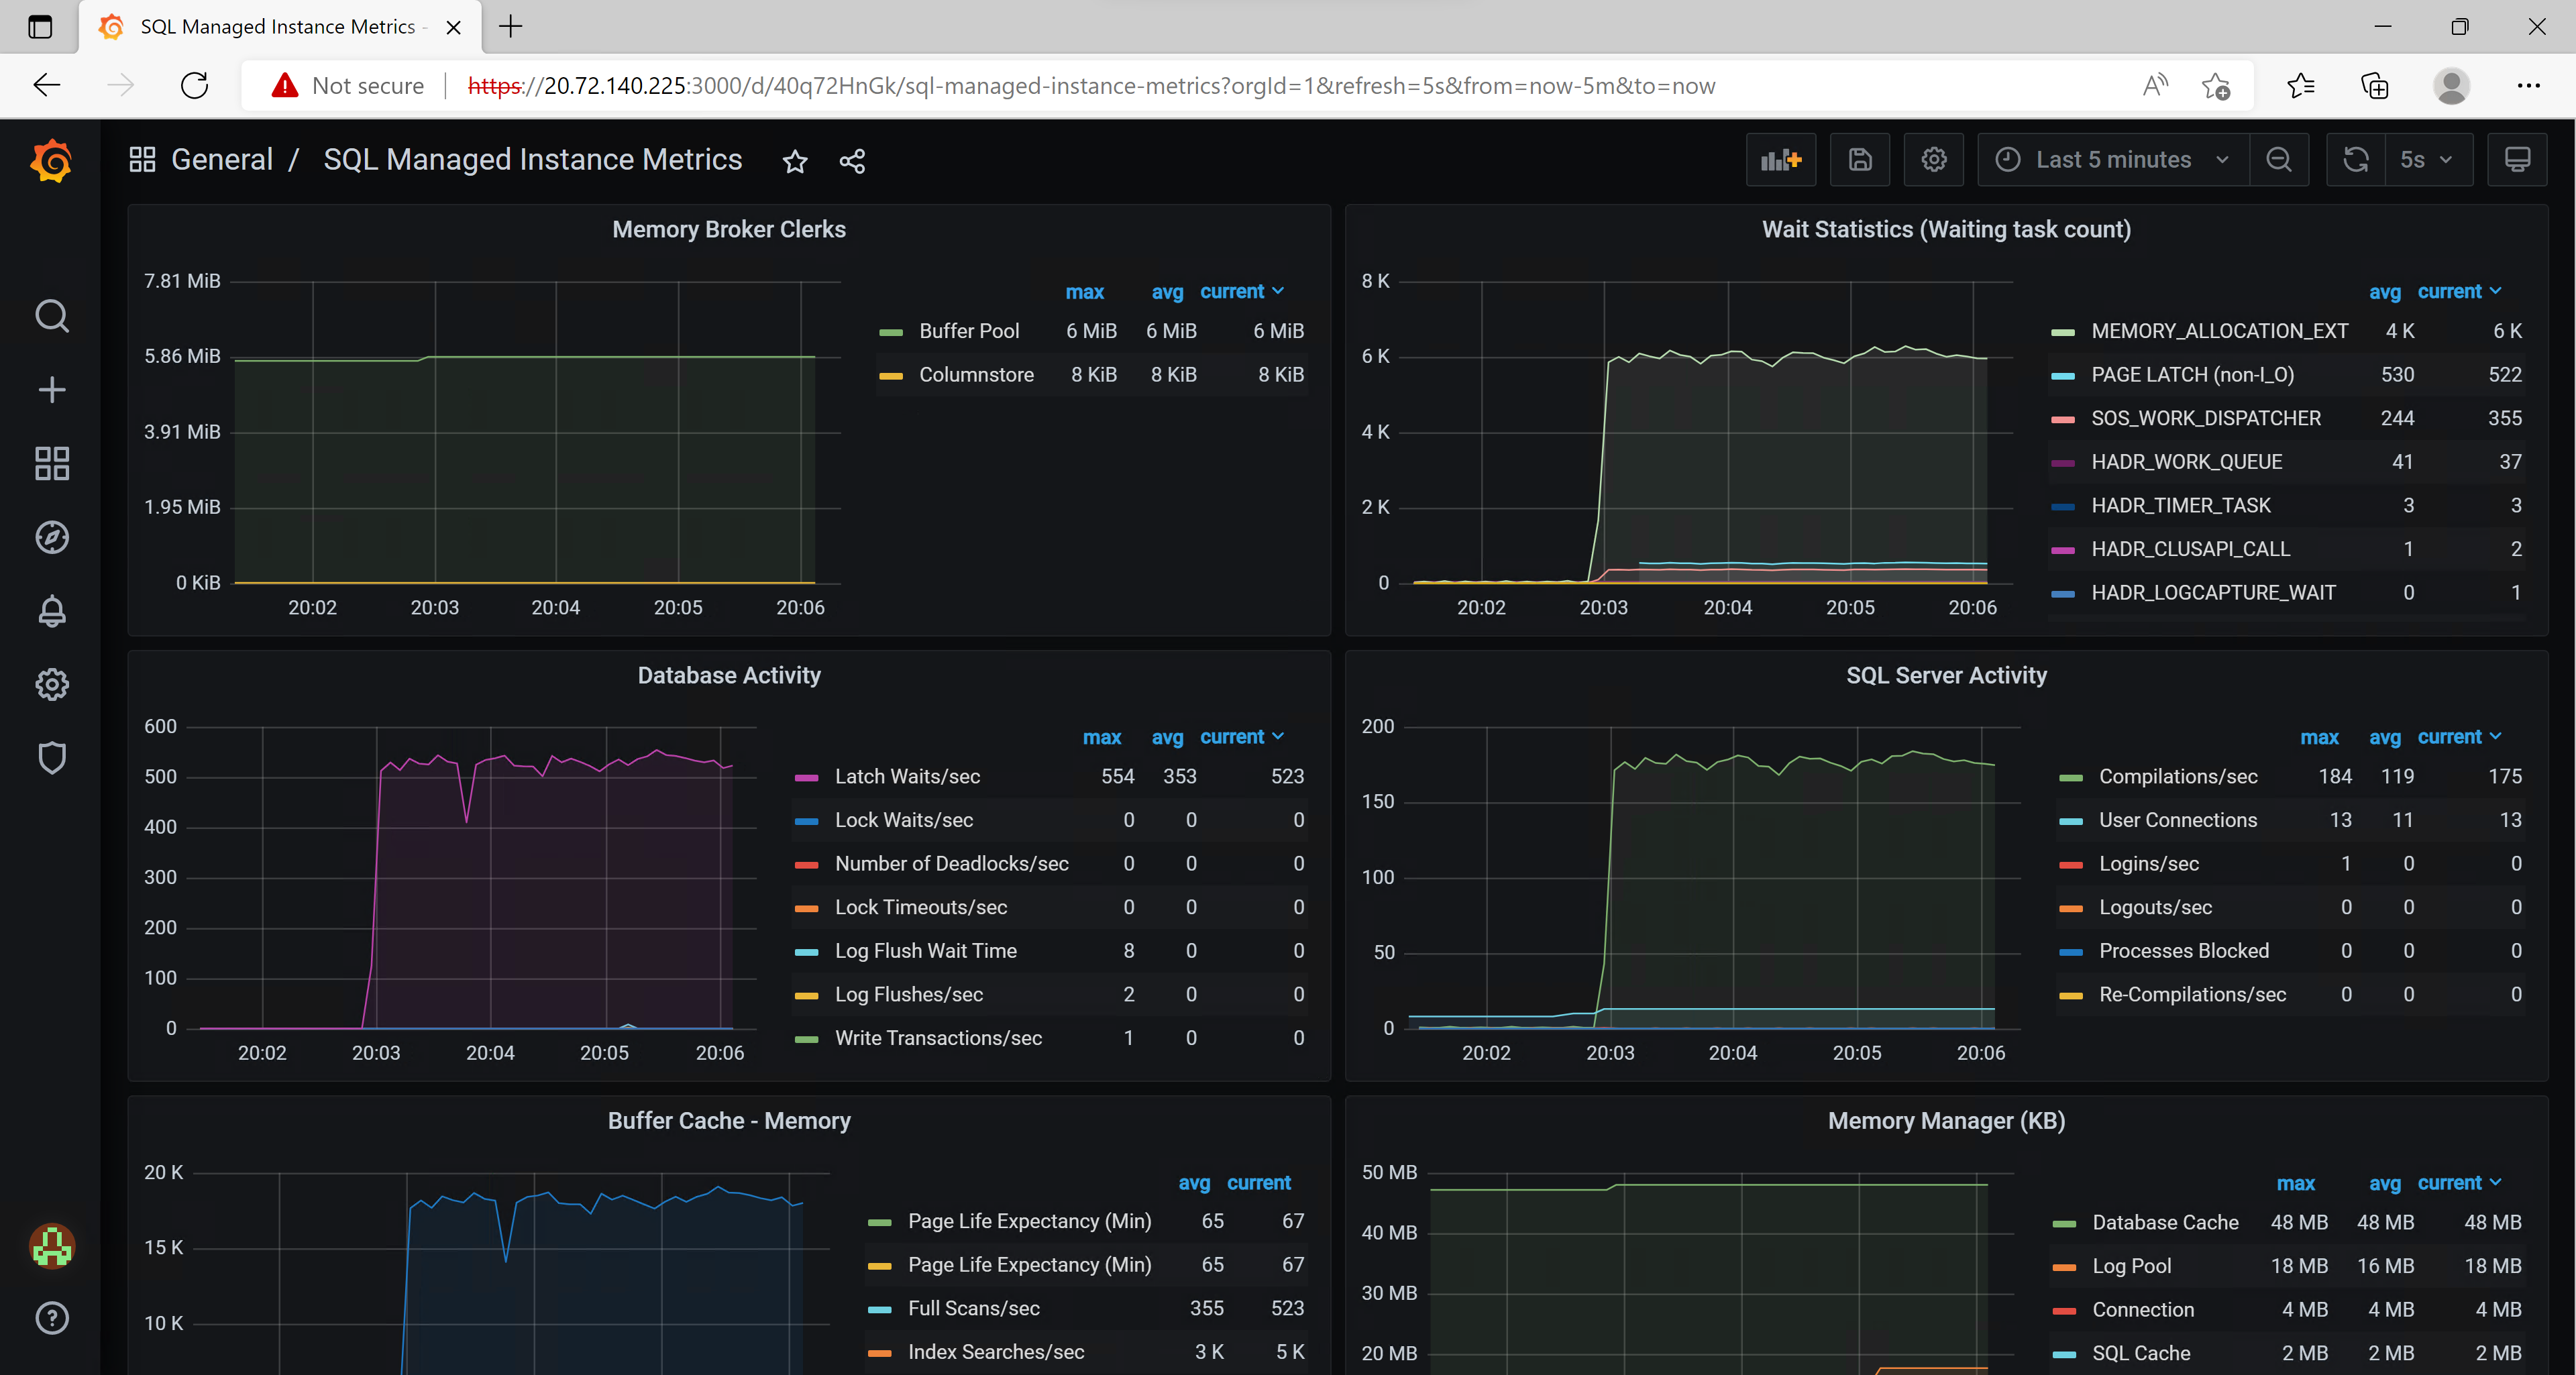 SQL Managed Instance Metrics -
Not secure
https://20.72.140.225:3000/d/40q72HnGk/sql-managed-instance-metrics?orgId=1&refresh=5s&from=now-5m&to=now
General / SQL Managed Instance Metrics
Last 5 minutes
5s
Memory Broker Clerks
7.81 MiB
5.86 MiB
3.91 MiB
1.95 MiB
0 KiB
20:02 20:03 20:04 20:05 20:06
max avg current
Buffer Pool 6 MiB 6 MiB 6 MiB
Columnstore 8 KiB 8 KiB 8 KiB
Wait Statistics (Waiting task count)
8 K
6 K
4 K
2 K
0
20:02 20:03 20:04 20:05 20:06
avg current
MEMORY_ALLOCATION_EXT 4 K 6 K
PAGE LATCH (non-I_O) 530 522
SOS_WORK_DISPATCHER 244 355
HADR_WORK_QUEUE 41 37
HADR_TIMER_TASK 3 3
HADR_CLUSAPI_CALL 1 2
HADR_LOGCAPTURE_WAIT 0 1
Database Activity
600
500
400
300
200
100
0
20:02 20:03 20:04 20:05 20:06
max avg current
Latch Waits/sec 554 353 523
Lock Waits/sec 0 0 0
Number of Deadlocks/sec 0 0 0
Lock Timeouts/sec 0 0 0
Log Flush Wait Time 8 0 0
Log Flushes/sec 2 0 0
Write Transactions/sec 1 0 0
SQL Server Activity
200
150
100
50
0
20:02 20:03 20:04 20:05 20:06
max avg current
Compilations/sec 184 119 175
User Connections 13 11 13
Logins/sec 1 0 0
Logouts/sec 0 0 0
Processes Blocked 0 0 0
Re-Compilations/sec 0 0 0
Buffer Cache - Memory
20 K
15 K
10 K
avg current
Page Life Expectancy (Min) 65 67
Page Life Expectancy (Min) 65 67
Full Scans/sec 355 523
Index Searches/sec 3 K 5 K
Memory Manager (KB)
50 MB
40 MB
30 MB
20 MB
max avg current
Database Cache 48 MB 48 MB 48 MB
Log Pool 18 MB 16 MB 18 MB
Connection 4 MB 4 MB 4 MB
SQL Cache 2 MB 2 MB 2 MB